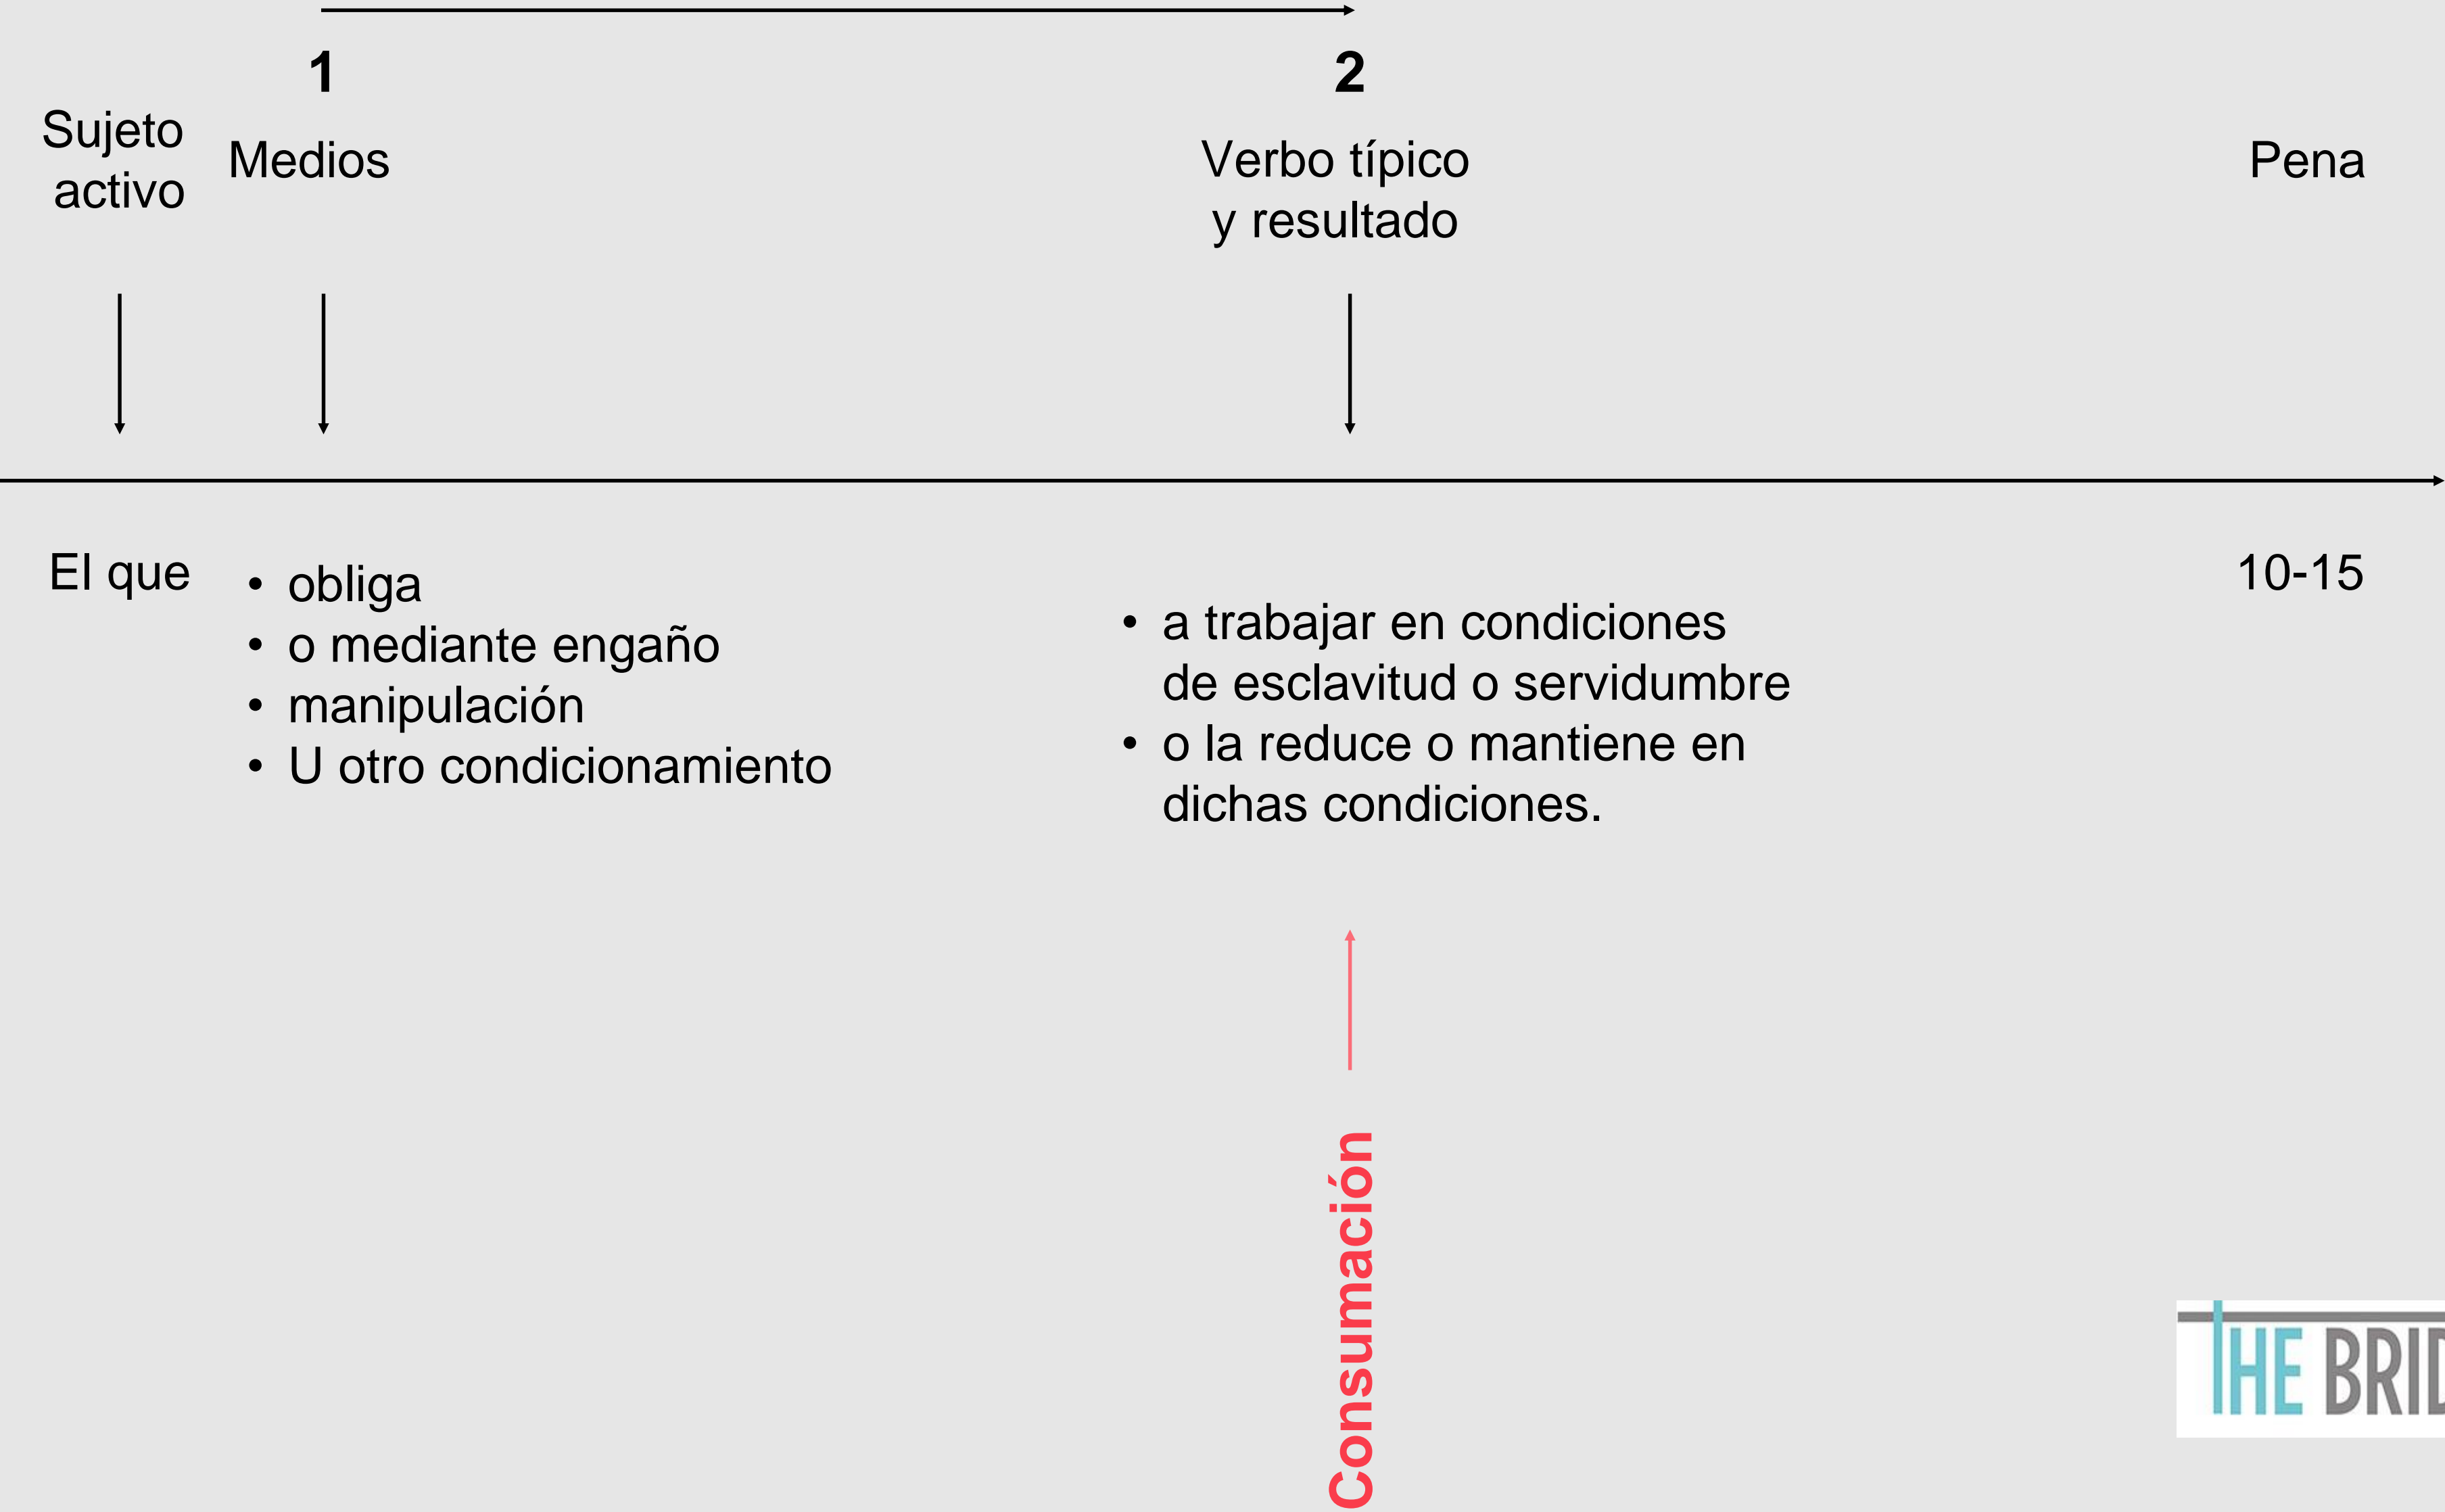 1
2
Sujeto
activo
Medios
Verbo típico
y resultado
Pena
El que
• obliga
• o mediante engaño
• manipulación
• U otro condicionamiento
• a trabajar en condiciones
de esclavitud o servidumbre
• o la reduce o mantiene en
dichas condiciones.
10-15
Consumación
THE BRID